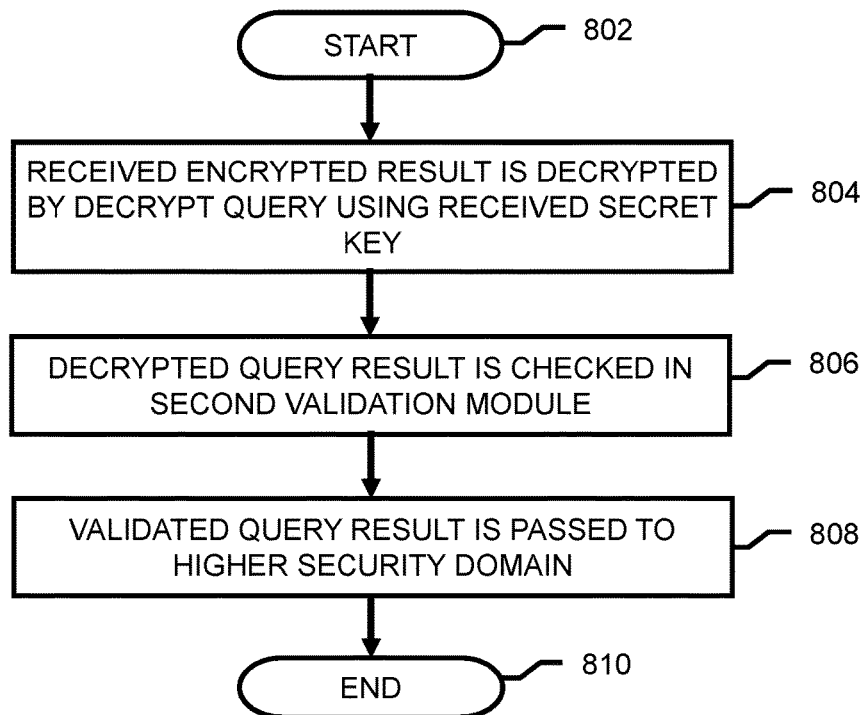 START
802
RECEIVED ENCRYPTED RESULT IS DECRYPTED
BY DECRYPT QUERY USING RECEIVED SECRET
KEY
804
DECRYPTED QUERY RESULT IS CHECKED IN
SECOND VALIDATION MODULE
806
VALIDATED QUERY RESULT IS PASSED TO
HIGHER SECURITY DOMAIN
808
END
810